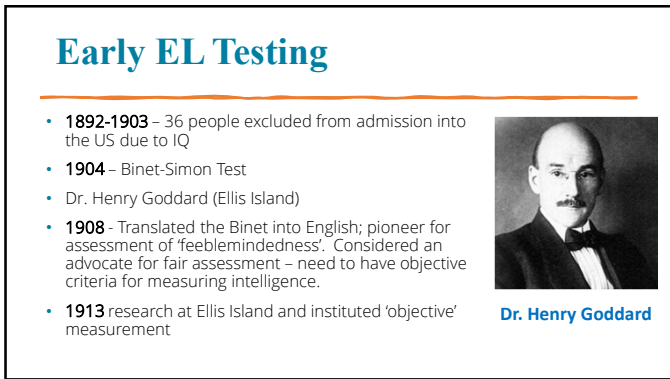 Early EL Testing
• 1892-1903 – 36 people excluded from admission into
the US due to IQ
• 1904 – Binet-Simon Test
• Dr. Henry Goddard (Ellis Island)
• 1908 - Translated the Binet into English; pioneer for
assessment of ‘feeblemindedness’. Considered an
advocate for fair assessment – need to have objective
criteria for measuring intelligence.
• 1913 research at Ellis Island and instituted ‘objective’
measurement
Dr. Henry Goddard